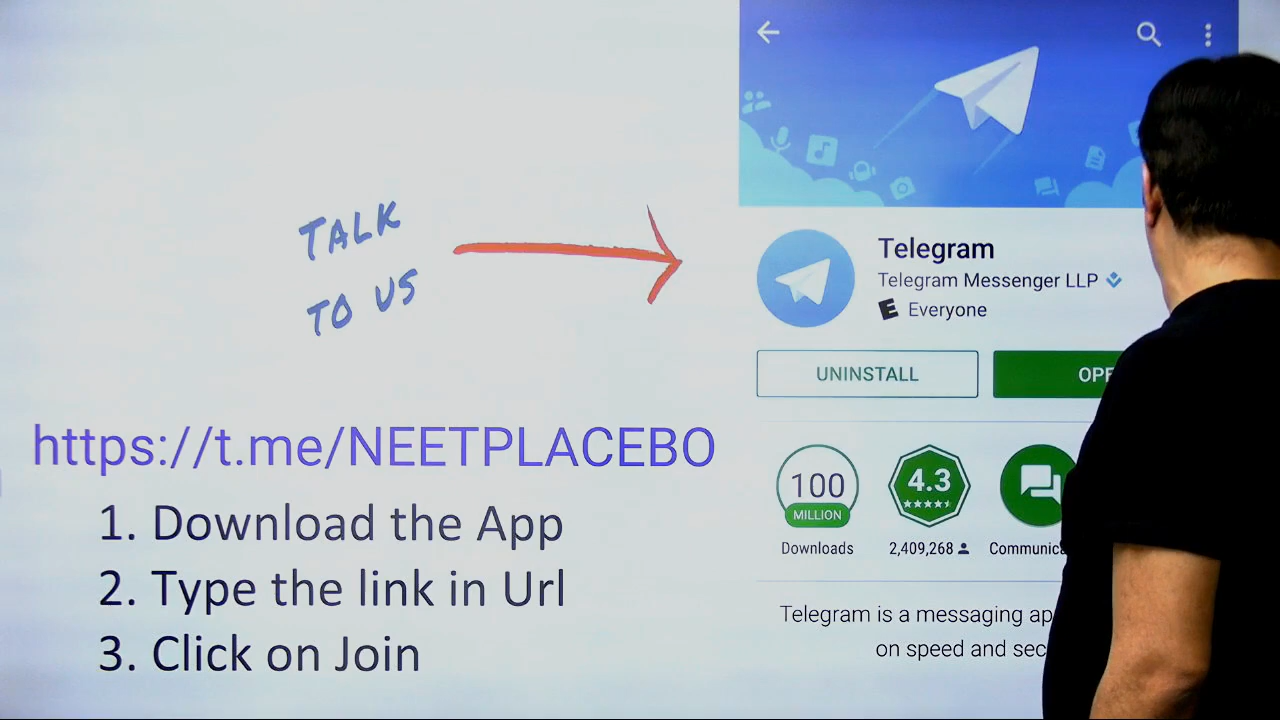 TALK
TO US
https://t.me/NEETPLACEBO
1. Download the App
2. Type the link in Url
3. Click on Join
Telegram
Telegram Messenger LLP
E Everyone
UNINSTALL
OPE
100
MILLION
Downloads
4.3
2,409,268
Communic
Telegram is a messaging ap
on speed and sec